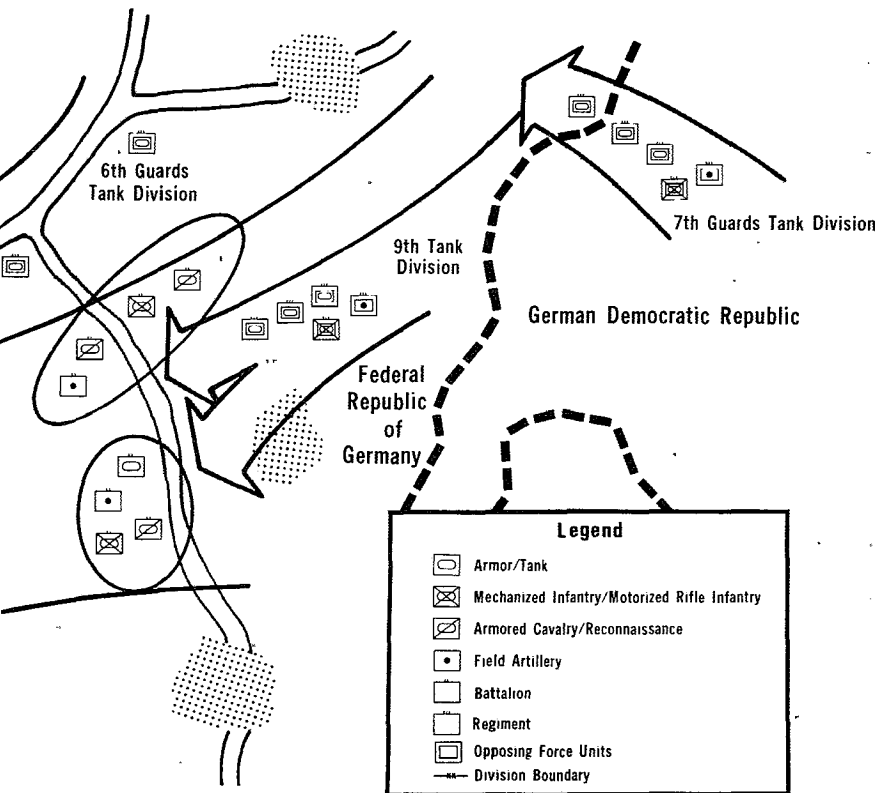 6th Guards
Tank Division
9th Tank
Division
7th Guards Tank Division
German Democratic Republic
Federal
Republic
of
Germany
Legend
Armor/Tank
Mechanized Infantry/Motorized Rifle Infantry
Armored Cavalry/Reconnaissance
Field Artillery
Battalion
Regiment
Opposing Force Units
Division Boundary